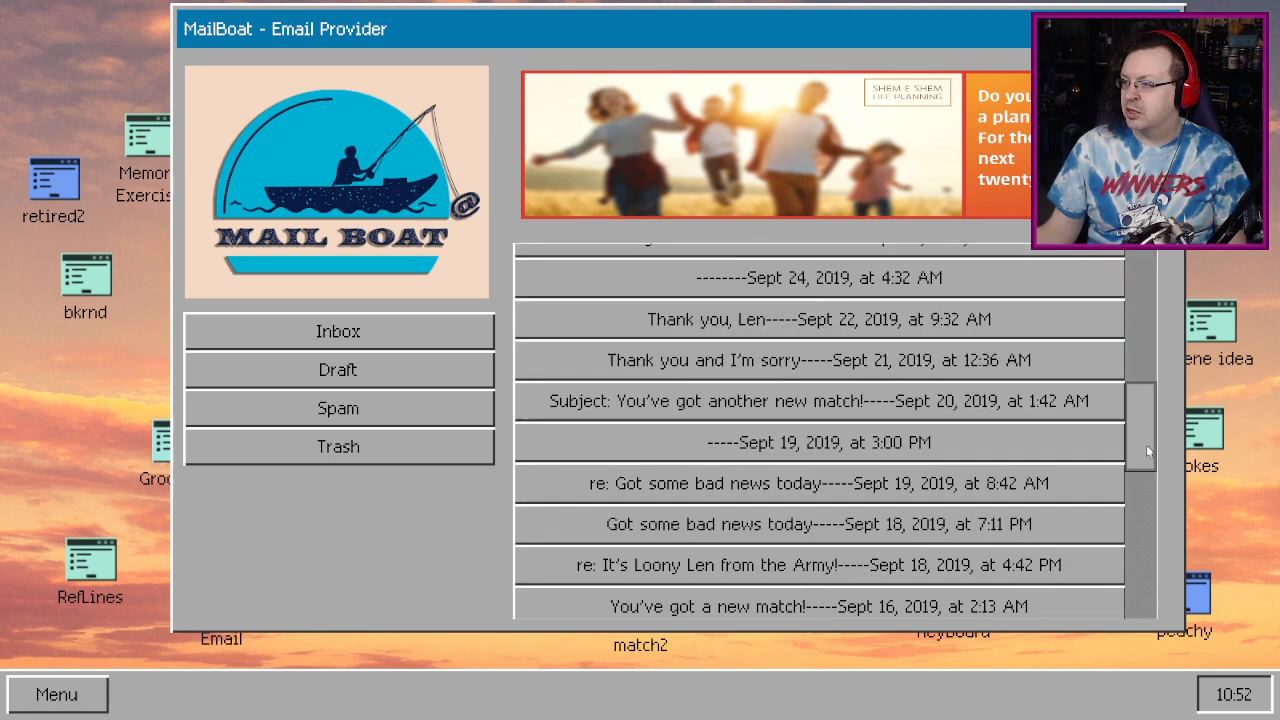 MailBoat - Email Provider
SHEM & SHEM
LIFE PLANNING
Do you
a plan
For the
next
twenty
@
MAIL BOAT
Inbox
Draft
Spam
Trash
--------Sept 24, 2019, at 4:32 AM
Thank you, Len-----Sept 22, 2019, at 9:32 AM
Thank you and I'm sorry-----Sept 21, 2019, at 12:36 AM
Subject: You've got another new match!-----Sept 20, 2019, at 1:42 AM
-----Sept 19, 2019, at 3:00 PM
re: Got some bad news today-----Sept 19, 2019, at 8:42 AM
Got some bad news today-----Sept 18, 2019, at 7:11 PM
re: It's Loony Len from the Army!-----Sept 18, 2019, at 4:42 PM
You've got a new match!-----Sept 16, 2019, at 2:13 AM
retired2
Memor
Exercis
bkrnd
Gro
RefLines
Email
match2
keyboard
peachy
ene idea
okes
WINNERS
Menu
10:52